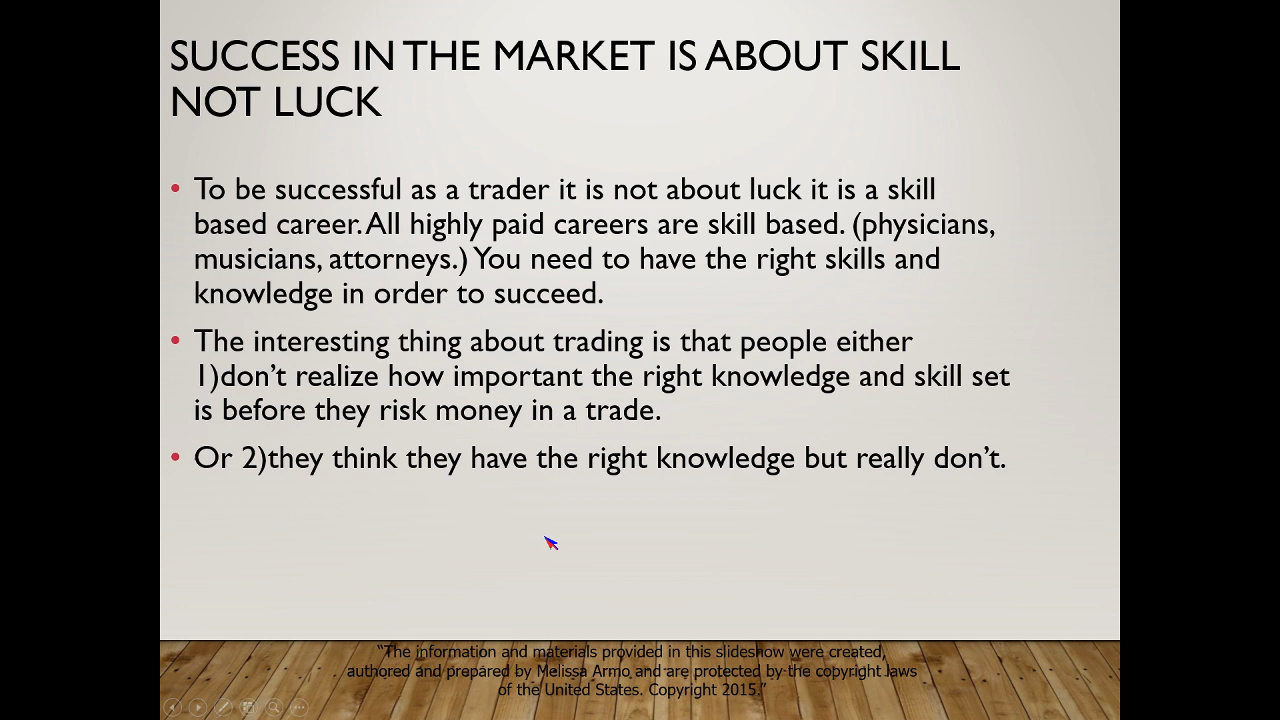 SUCCESS IN THE MARKET IS ABOUT SKILL
NOT LUCK
• To be successful as a trader it is not about luck it is a skill
based career. All highly paid careers are skill based. (physicians,
musicians, attorneys.) You need to have the right skills and
knowledge in order to succeed.
• The interesting thing about trading is that people either
1)don’t realize how important the right knowledge and skill set
is before they risk money in a trade.
• Or 2)they think they have the right knowledge but really don’t.
“The information and materials provided in this slideshow were created,
authored and prepared by Melissa Armo and are protected by the copyright laws
of the United States. Copyright 2015.”